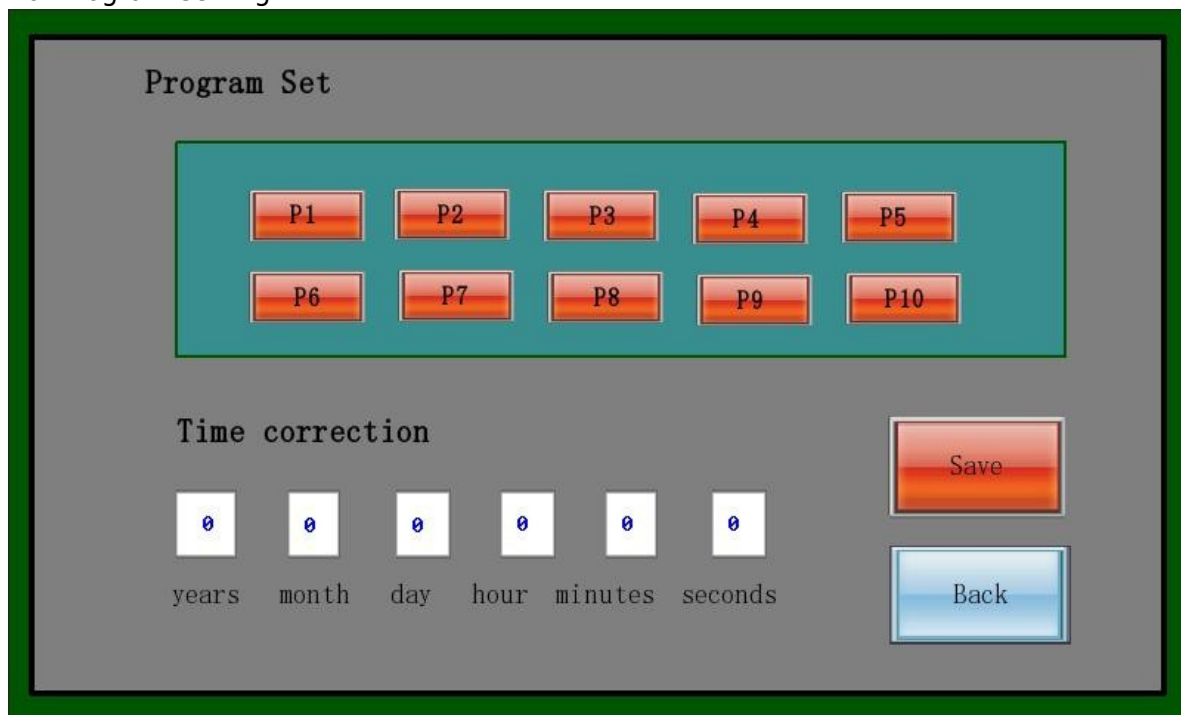 Program Set
P1 P2 P3 P4 P5
P6 P7 P8 P9 P10
Time correction
Save
0 0 0 0 0 0
years month day hour minutes seconds
Back